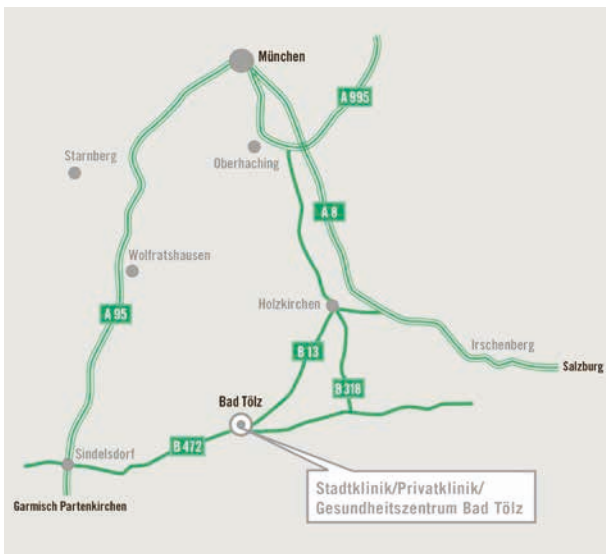 München
A 995
Oberhaching
Starnberg
A 8
Wolfratshausen
Holzkirchen
A 95
Irschenberg
B 13
Salzburg
B 318
Bad Tölz
B 472
Sindelsdorf
Stadtklinik/Privatklinik/
Gesundheitszentrum Bad Tölz
Garmisch Partenkirchen